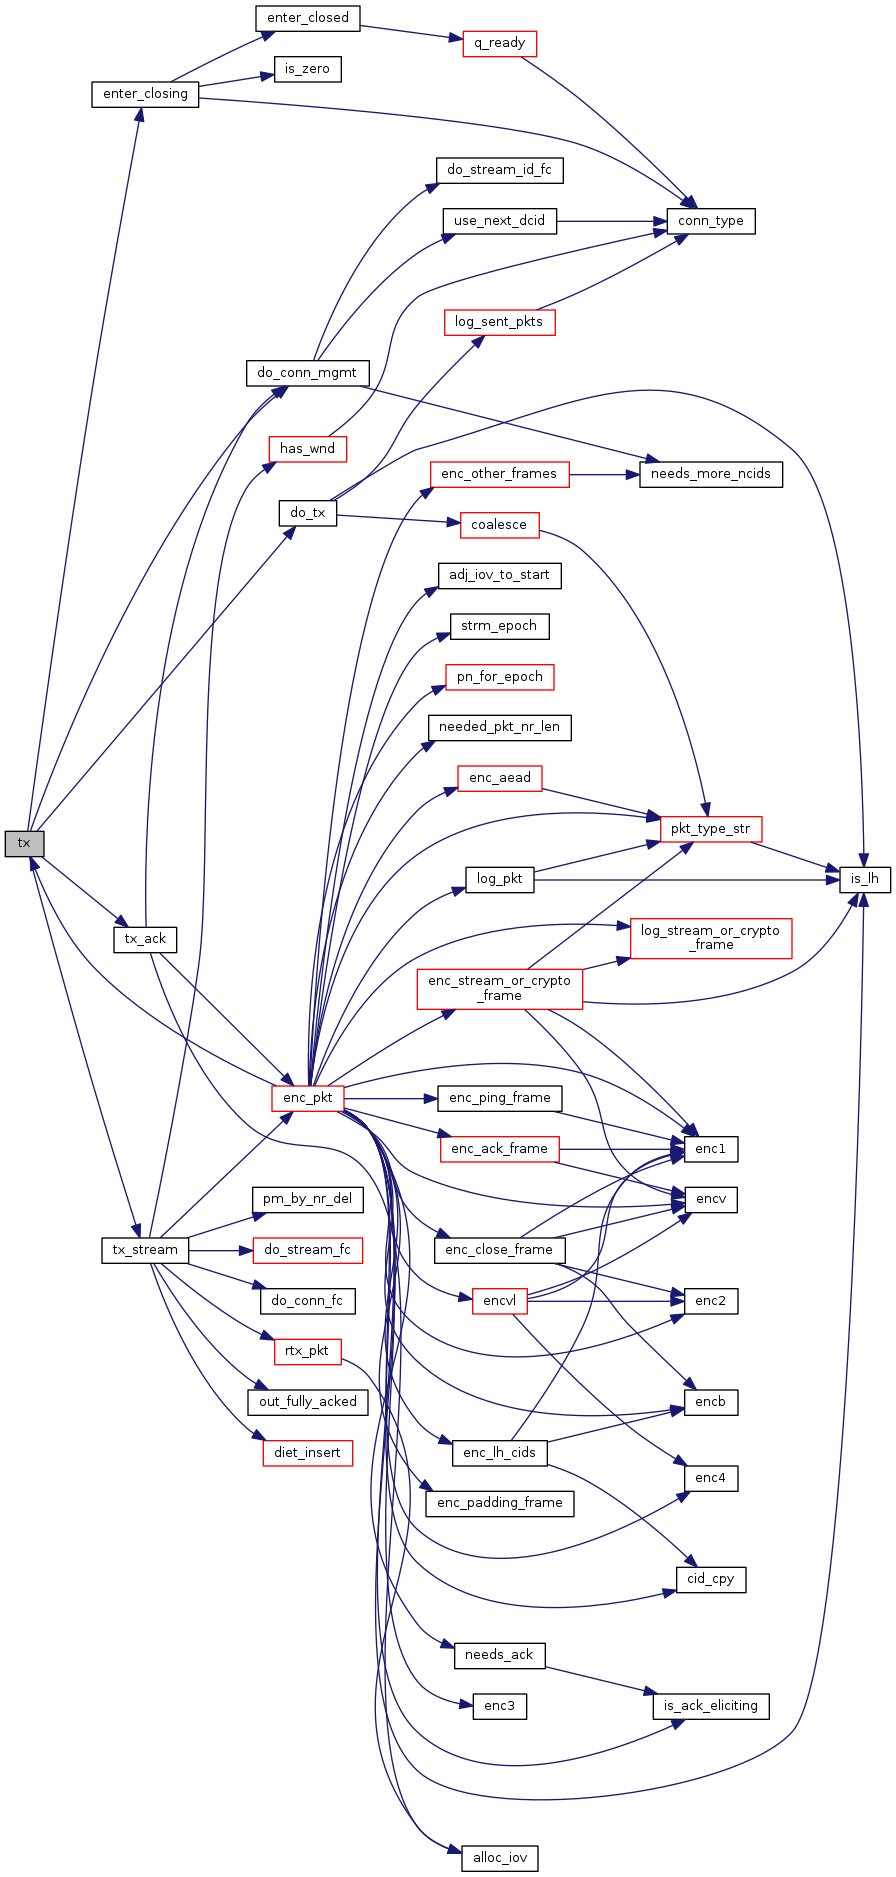 enter_closed
q_ready
is_zero
enter_closing
do_stream_id_fc
use_next_dcid
conn_type
log_sent_pkts
do_conn_mgmt
has_wnd
enc_other_frames
needs_more_ncids
do_tx
coalesce
adj_iov_to_start
strm_epoch
pn_for_epoch
needed_pkt_nr_len
enc_aead
pkt_type_str
tx
log_pkt
is_lh
tx_ack
log_stream_or_crypto
_frame
enc_stream_or_crypto
_frame
enc_pkt
enc_ping_frame
enc_ack_frame
enc1
pm_by_nr_del
encv
tx_stream
do_stream_fc
enc_close_frame
do_conn_fc
encvl
enc2
rtx_pkt
out_fully_acked
encb
diet_insert
enc_lh_cids
enc4
enc_padding_frame
cid_cpy
needs_ack
enc3
is_ack_eliciting
alloc_iov